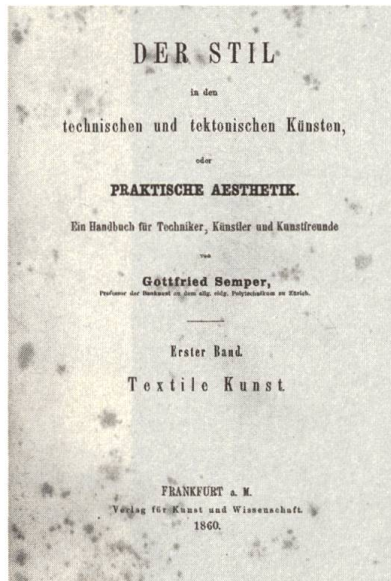 DER STIL
in den
technischen und tektonischen Künsten,
oder
PRAKTISCHE AESTHETIK.
Ein Handbuch für Techniker, Künstler und Kunstfreunde
von
Gottfried Semper,
Professor der Baukunst an dem allg. eidg. Polytechnikum zu Zürich.
Erster Band.
Textile Kunst.
FRANKFURT a. M.
Verlag für Kunst und Wissenschaft.
1860.